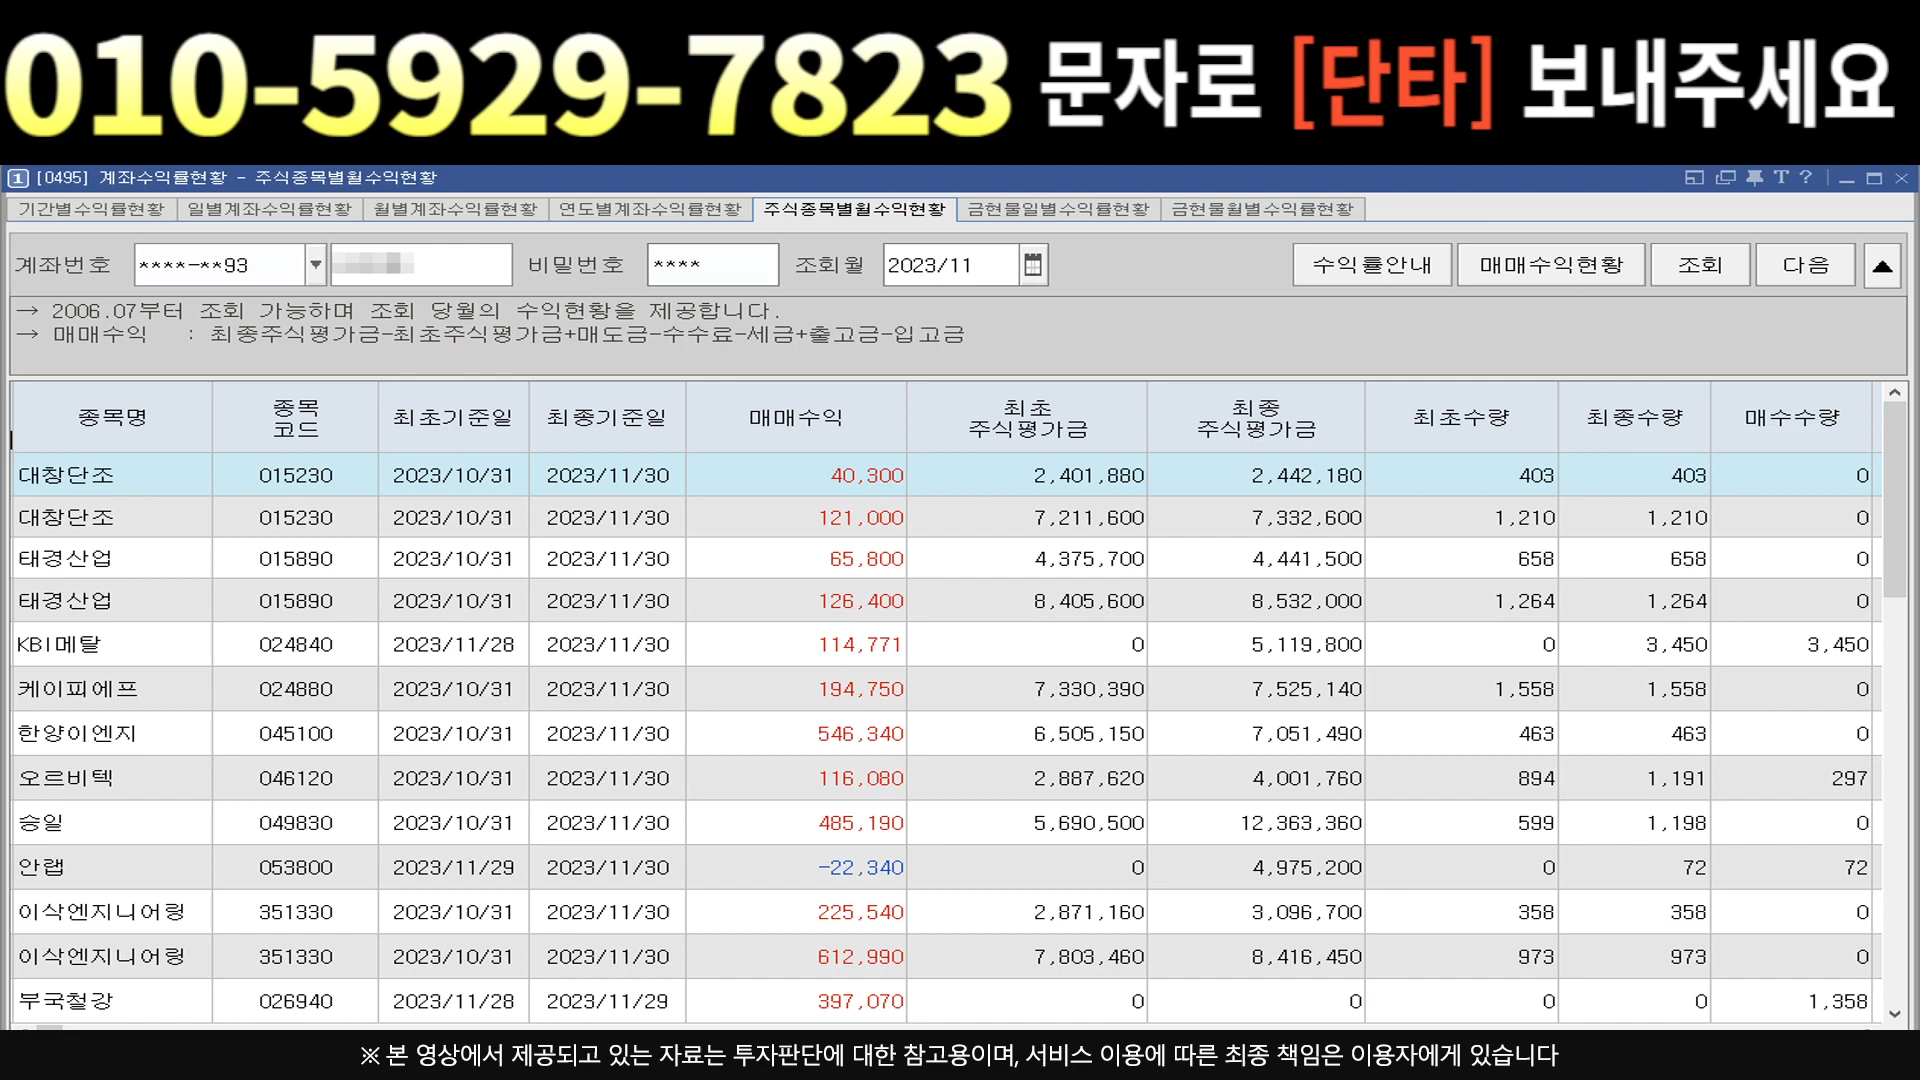 010-5929-7823 문자로 [단타] 보내주세요
1 [0495] 계좌수익률현황 - 주식종목별월수익현황
기간별수익률현황 일별계좌수익률현황 월별계좌수익률현황 연도별계좌수익률현황 주식종목별월수익현황 금현물일별수익률현황 금현물월별수익률현황
계좌번호 ****-**93 비밀번호 **** 조회월 2023/11 수익률안내 매매수익현황 조회 다음 ▲
→ 2006.07부터 조회 가능하며 조회 당월의 수익현황을 제공합니다.
→ 매매수익 : 최종주식평가금-최초주식평가금+매도금-수수료-세금+출고금-입고금
종목명 종목코드 최초기준일 최종기준일 매매수익 최초주식평가금 최종주식평가금 최초수량 최종수량 매수수량
대창단조 015230 2023/10/31 2023/11/30 40,300 2,401,880 2,442,180 403 403 0
대창단조 015230 2023/10/31 2023/11/30 121,000 7,211,600 7,332,600 1,210 1,210 0
태경산업 015890 2023/10/31 2023/11/30 65,800 4,375,700 4,441,500 658 658 0
태경산업 015890 2023/10/31 2023/11/30 126,400 8,405,600 8,532,000 1,264 1,264 0
KBI메탈 024840 2023/11/28 2023/11/30 114,771 0 5,119,800 0 3,450 3,450
케이피에프 024880 2023/10/31 2023/11/30 194,750 7,330,390 7,525,140 1,558 1,558 0
한양이엔지 045100 2023/10/31 2023/11/30 546,340 6,505,150 7,051,490 463 463 0
오르비텍 046120 2023/10/31 2023/11/30 116,080 2,887,620 4,001,760 894 1,191 297
승일 049830 2023/10/31 2023/11/30 485,190 5,690,500 12,363,360 599 1,198 0
안랩 053800 2023/11/29 2023/11/30 -22,340 0 4,975,200 0 72 72
이삭엔지니어링 351330 2023/10/31 2023/11/30 225,540 2,871,160 3,096,700 358 358 0
이삭엔지니어링 351330 2023/10/31 2023/11/30 612,990 7,803,460 8,416,450 973 973 0
부국철강 026940 2023/11/28 2023/11/29 397,070 0 0 0 0 1,358
※ 본 영상에서 제공되고 있는 자료는 투자판단에 대한 참고용이며, 서비스 이용에 따른 최종 책임은 이용자에게 있습니다